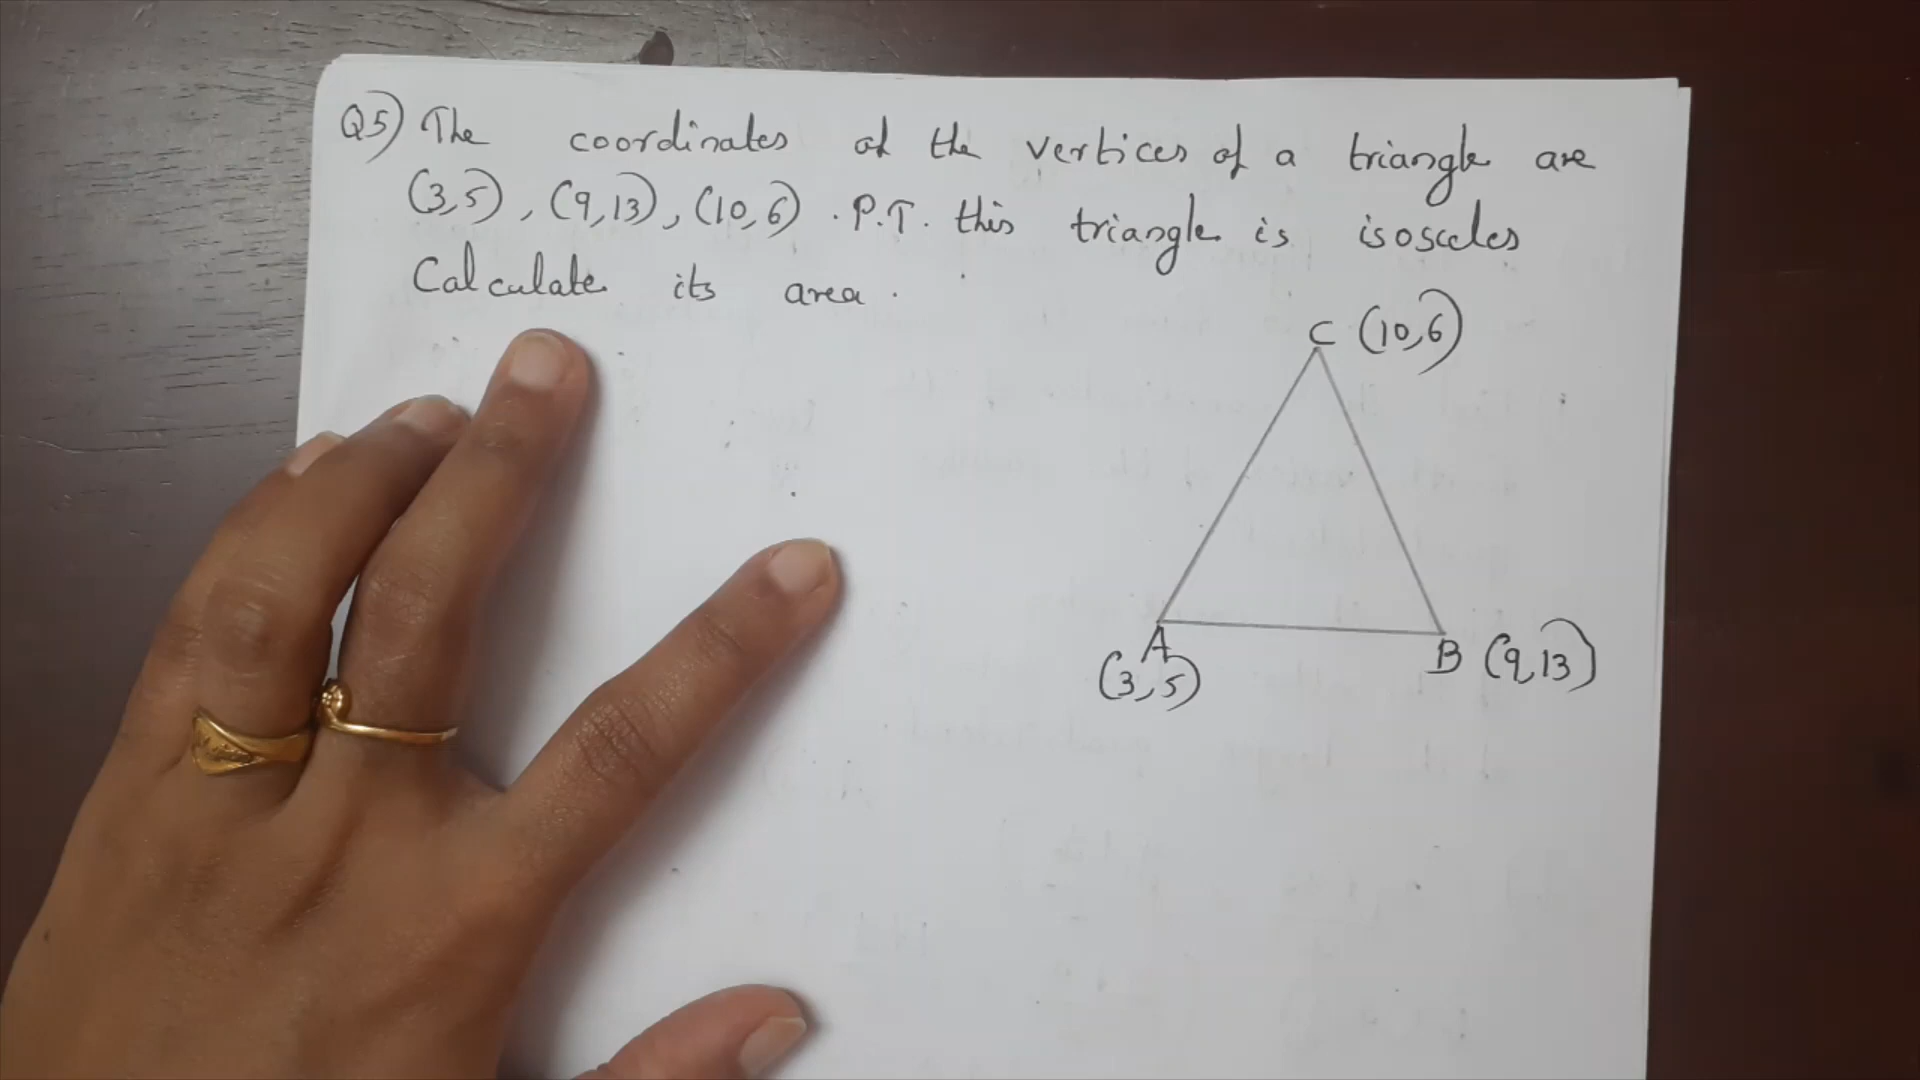 Q5) The coordinates of the vertices of a triangle are
(3,5), (9,13), (10,6). P.T. this triangle is isosceles
Calculate its area.
C (10,6)
A
B (9,13)
(3,5)